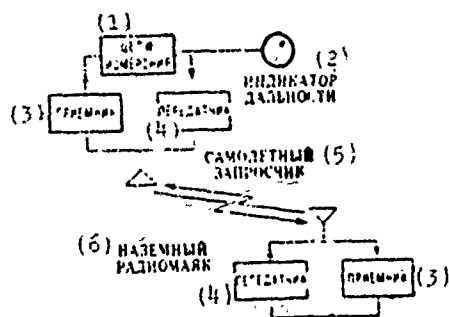 (1)
ЦЕПИ
ИЗМЕРЕНИЯ
(2)
ИНДИКАТОР
ДАЛЬНОСТИ
(3)
ПРИЕМНИК
ПЕРЕДАТЧИК
(4)
САМОЛЕТНЫЙ (5)
ЗАПРОСЧИК
(6) НАЗЕМНЫЙ
РАДИОМАЯК
ПЕРЕДАТЧИК
(4)
ПРИЕМНИК
(3)